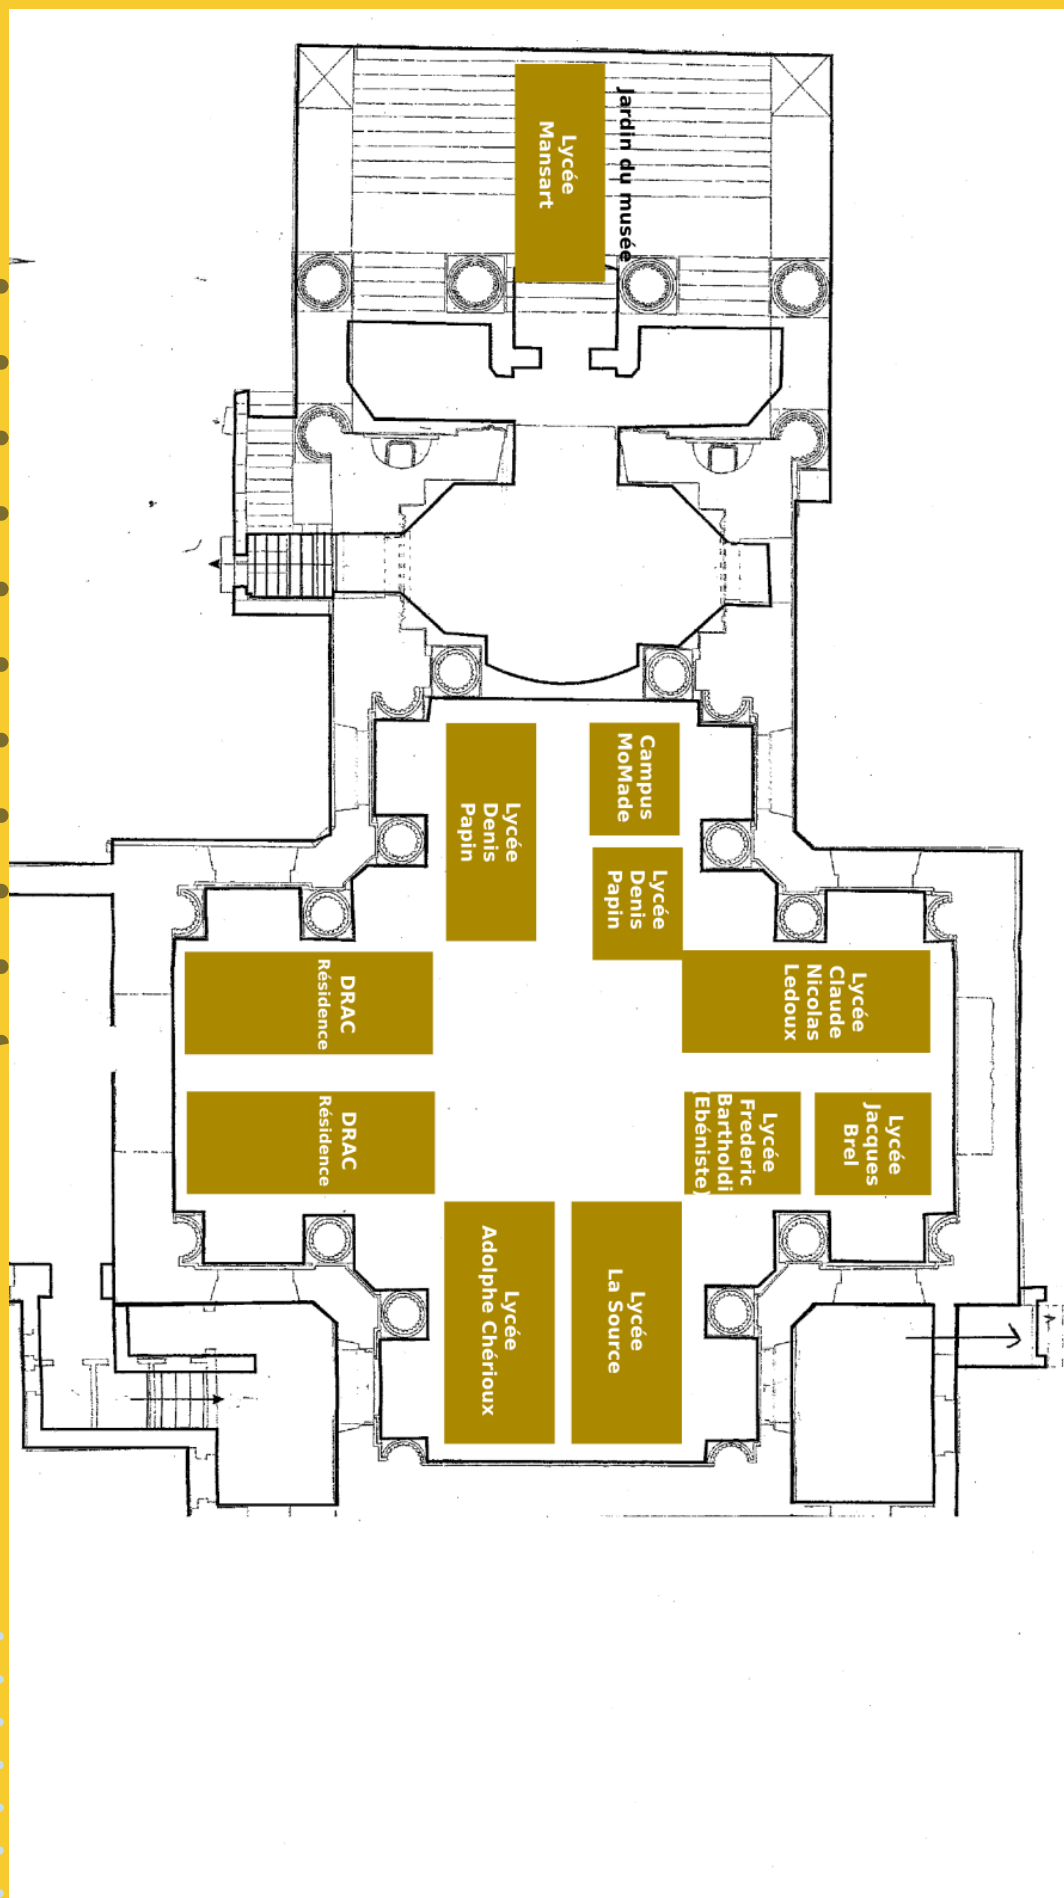 Jardin du musée
Lycée
Mansart
Campus
MoMade
Lycée
Denis
Papin
Lycée
Denis
Papin
Lycée
Claude
Nicolas
Ledoux
DRAC
Résidence
Lycée
Jacques
Brel
Lycée
Frederic
Bartholdi
(Ebéniste)
DRAC
Résidence
Lycée
La Source
Lycée
Adolphe Chérioux